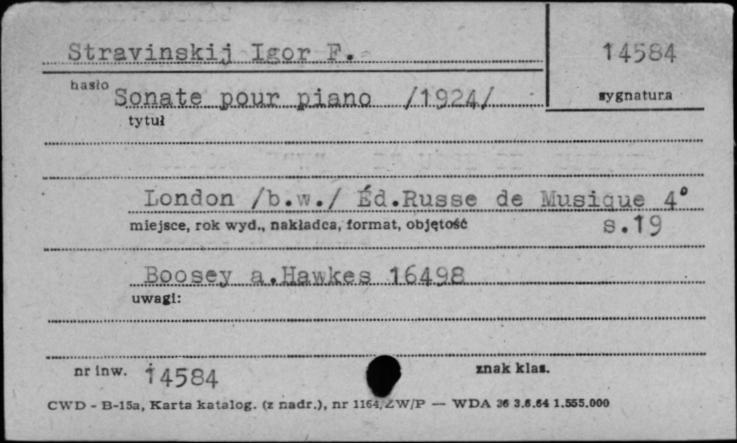 Stravinskij Igor F.
14584
hasło
sygnatura
Sonate pour piano /1924/
tytuł
London /b.w./ Éd.Russe de Musique 4°
miejsce, rok wyd., nakładca, format, objętość
s.19
Boosey a.Hawkes 16498
uwagi:
nr inw. 14584
znak klas.
CWD - B-15a, Karta katalog. (z nadr.), nr 1164/ZW/P — WDA 36 3.6.64 1.555.000